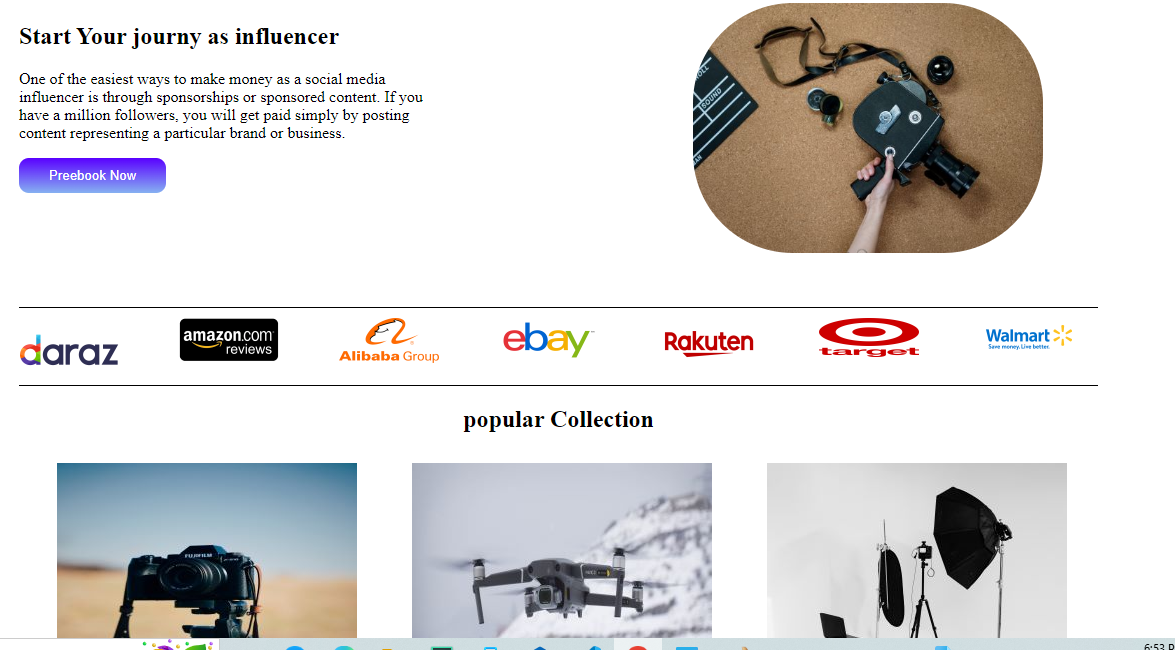 Start Your journy as influencer
One of the easiest ways to make money as a social media
influencer is through sponsorships or sponsored content. If you
have a million followers, you will get paid simply by posting
content representing a particular brand or business.
Preebook Now
ROLL
SOUND
daraz
amazon.com
reviews
Alibaba Group
ebay™
Rakuten
target
Walmart
Save money. Live better.
popular Collection
FUJIFILM
6:53 P